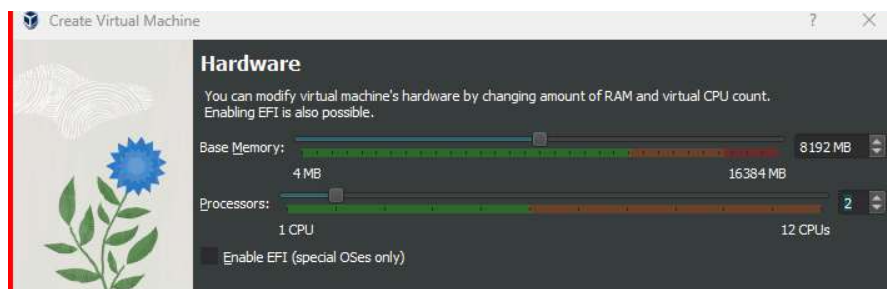 Create Virtual Machine
?
Hardware
You can modify virtual machine's hardware by changing amount of RAM and virtual CPU count.
Enabling EFI is also possible.
Base Memory: 8192 MB
4 MB 16384 MB
Processors: 2
1 CPU 12 CPUs
Enable EFI (special OSes only)